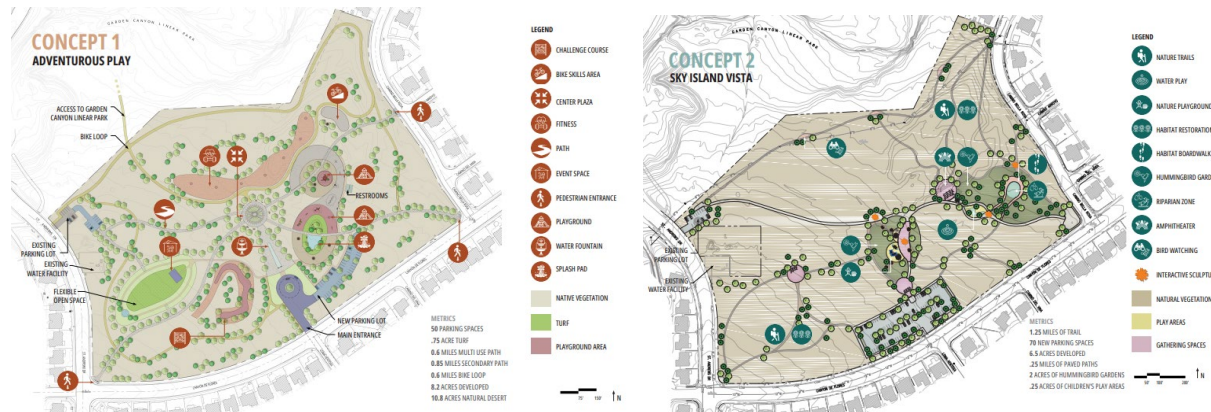 GARDEN CANYON LINEAR PARK
CONCEPT 1
ADVENTUROUS PLAY
ACCESS TO GARDEN
CANYON LINEAR PARK
BIKE LOOP
RESTROOMS
EXISTING
PARKING LOT
EXISTING
WATER FACILITY
FLEXIBLE
OPEN SPACE
NEW PARKING LOT
MAIN ENTRANCE
METRICS
50 PARKING SPACES
.75 ACRE TURF
0.6 MILES MULTI USE PATH
0.85 MILES SECONDARY PATH
0.6 MILES BIKE LOOP
8.2 ACRES DEVELOPED
10.8 ACRES NATURAL DESERT
LEGEND
CHALLENGE COURSE
BIKE SKILLS AREA
CENTER PLAZA
FITNESS
PATH
EVENT SPACE
PEDESTRIAN ENTRANCE
PLAYGROUND
WATER FOUNTAIN
SPLASH PAD
NATIVE VEGETATION
TURF
PLAYGROUND AREA
N
GARDEN CANYON LINEAR PARK
CONCEPT 2
SKY ISLAND VISTA
EXISTING
PARKING LOT
EXISTING
WATER FACILITY
METRICS
1.25 MILES OF TRAIL
70 NEW PARKING SPACES
6.5 ACRES DEVELOPED
.25 MILES OF PAVED PATHS
2 ACRES OF HUMMINGBIRD GARDENS
.25 ACRES OF CHILDREN'S PLAY AREAS
LEGEND
NATURE TRAILS
WATER PLAY
NATURE PLAYGROUND
HABITAT RESTORATION
HABITAT BOARDWALK
HUMMINGBIRD GARD
RIPARIAN ZONE
AMPHITHEATER
BIRD WATCHING
INTERACTIVE SCULPTU
NATURAL VEGETATION
PLAY AREAS
GATHERING SPACES
N